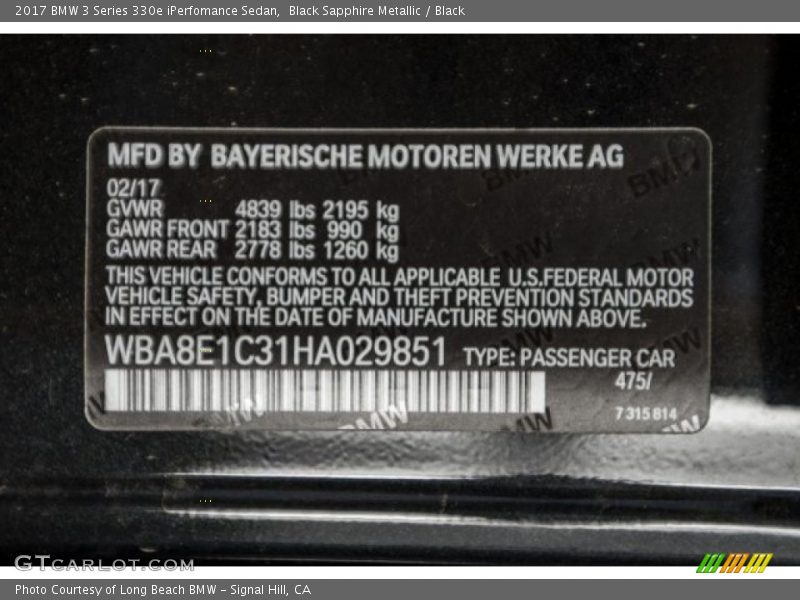 2017 BMW 3 Series 330e iPerfomance Sedan, Black Sapphire Metallic / Black
MFD BY BAYERISCHE MOTOREN WERKE AG
02/17
GVWR 4839 lbs 2195 kg
GAWR FRONT 2183 lbs 990 kg
GAWR REAR 2778 lbs 1260 kg
THIS VEHICLE CONFORMS TO ALL APPLICABLE U.S.FEDERAL MOTOR
VEHICLE SAFETY, BUMPER AND THEFT PREVENTION STANDARDS
IN EFFECT ON THE DATE OF MANUFACTURE SHOWN ABOVE.
WBA8E1C31HA029851 TYPE: PASSENGER CAR
475/
7 315 814
BMW
BMW
BMW
BMW
GTCARLOT.COM
Photo Courtesy of Long Beach BMW – Signal Hill, CA